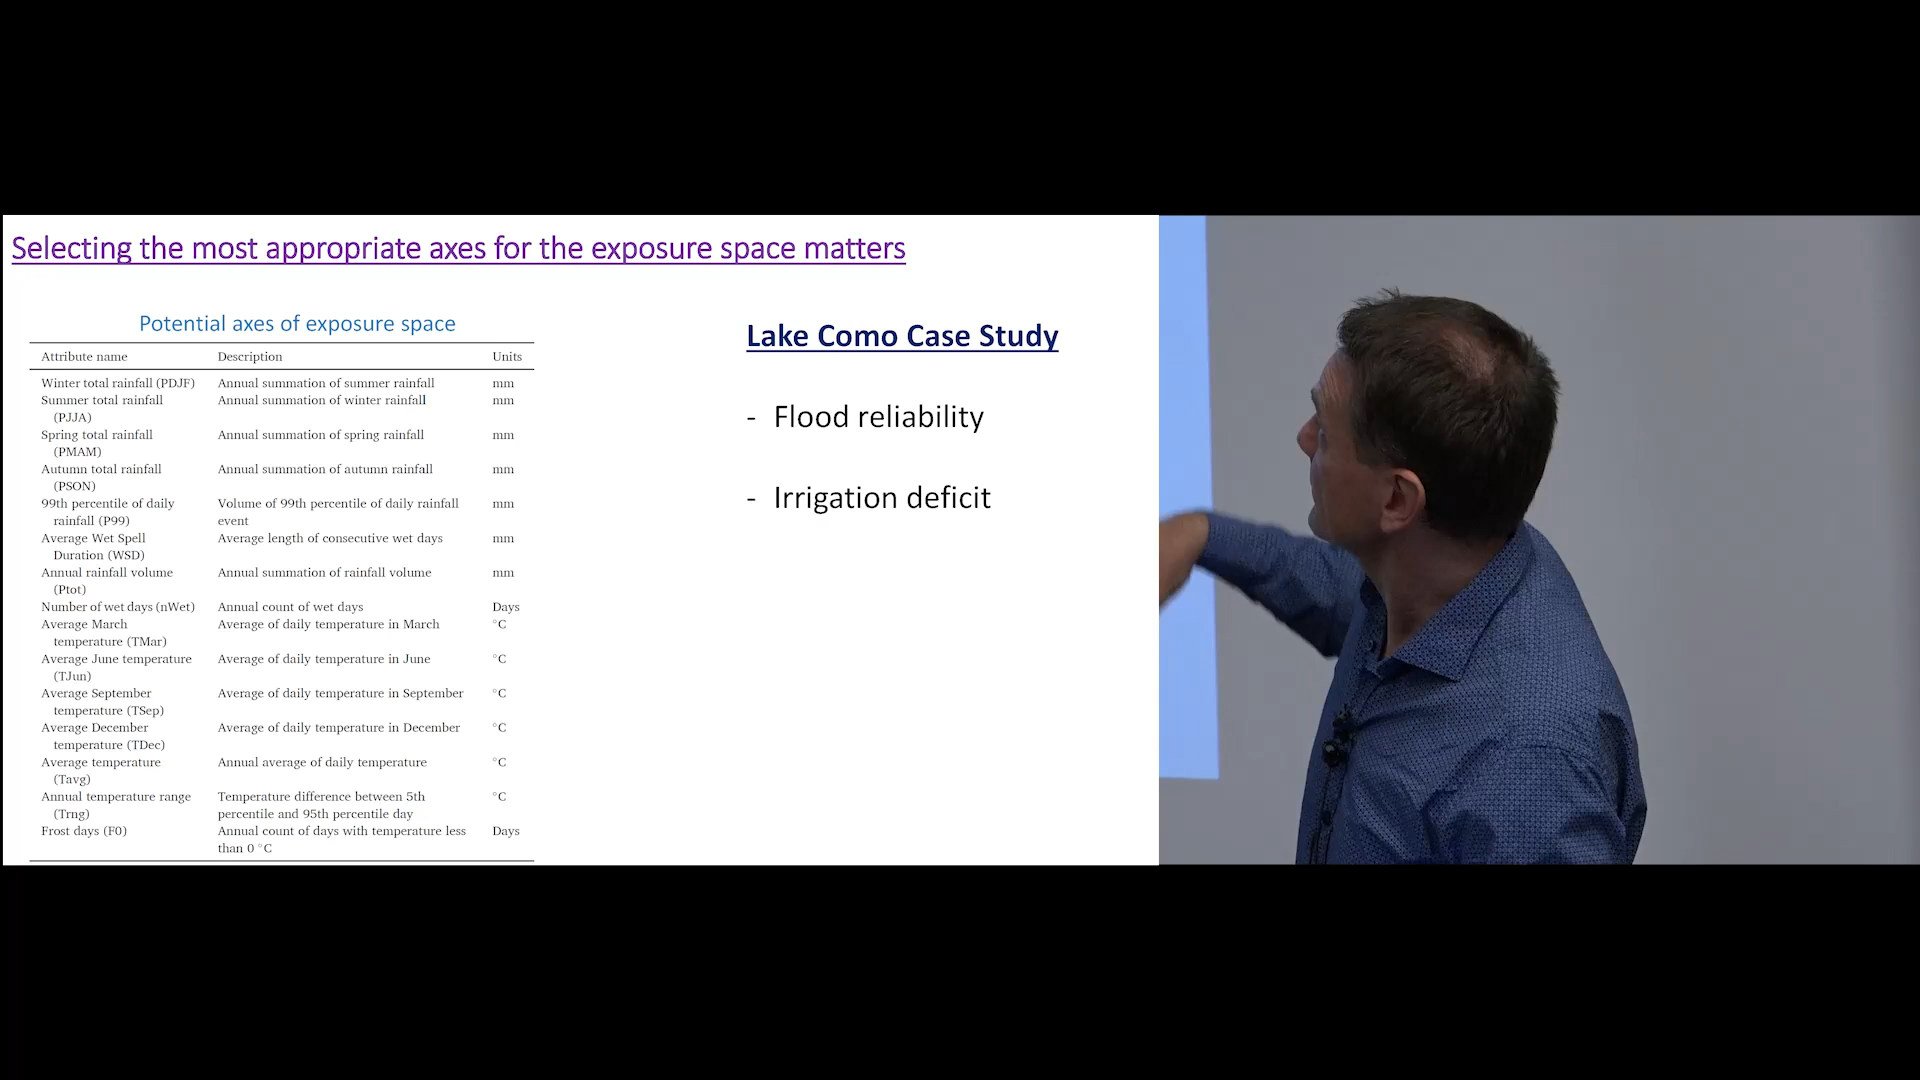 Selecting the most appropriate axes for the exposure space matters
Potential axes of exposure space
Attribute name Description Units
Winter total rainfall (PDJF) Annual summation of summer rainfall mm
Summer total rainfall Annual summation of winter rainfall mm
(PJJA)
Spring total rainfall Annual summation of spring rainfall mm
(PMAM)
Autumn total rainfall Annual summation of autumn rainfall mm
(PSON)
99th percentile of daily Volume of 99th percentile of daily rainfall mm
rainfall (P99) event
Average Wet Spell Average length of consecutive wet days mm
Duration (WSD)
Annual rainfall volume Annual summation of rainfall volume mm
(Ptot)
Number of wet days (nWet) Annual count of wet days Days
Average March Average of daily temperature in March °C
temperature (TMar)
Average June temperature Average of daily temperature in June °C
(TJun)
Average September Average of daily temperature in September °C
temperature (TSep)
Average December Average of daily temperature in December °C
temperature (TDec)
Average temperature Annual average of daily temperature °C
(Tavg)
Annual temperature range Temperature difference between 5th °C
(Trng) percentile and 95th percentile day
Frost days (F0) Annual count of days with temperature less Days
than 0 °C
Lake Como Case Study
- Flood reliability
- Irrigation deficit